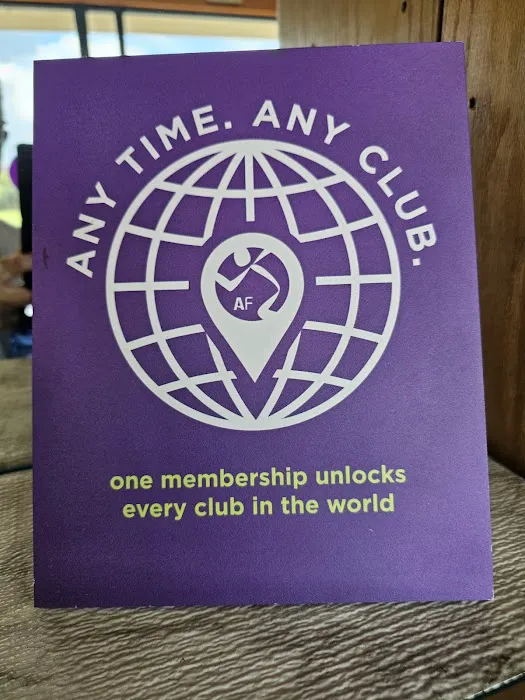 ANY TIME. ANY CLUB.
AF
one membership unlocks
every club in the world